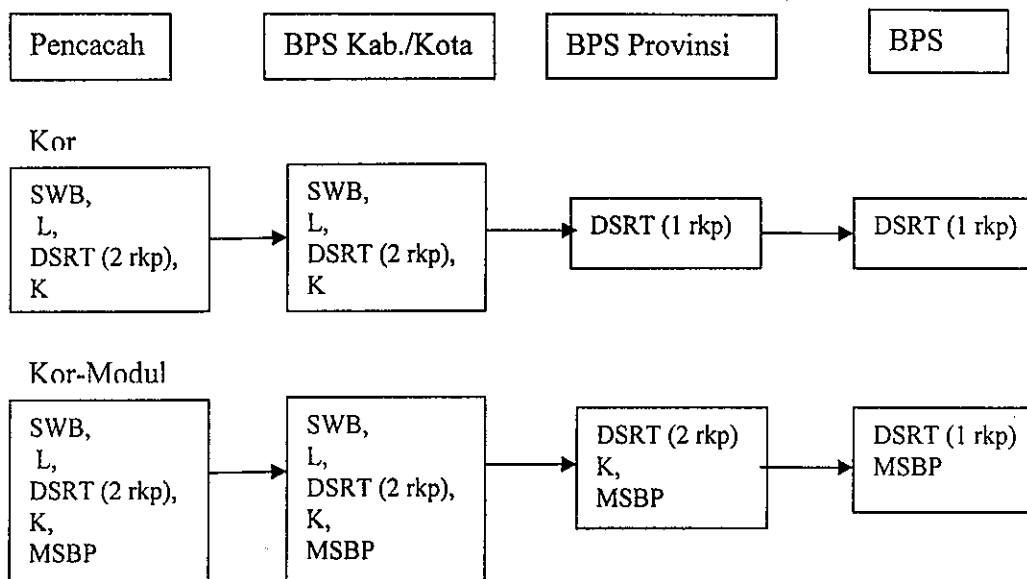 Pencacah
BPS Kab./Kota
BPS Provinsi
BPS
Kor
SWB,
L,
DSRT (2 rkp),
K
SWB,
L,
DSRT (2 rkp),
K
DSRT (1 rkp)
DSRT (1 rkp)
Kor-Modul
SWB,
L,
DSRT (2 rkp),
K,
MSBP
SWB,
L,
DSRT (2 rkp),
K,
MSBP
DSRT (2 rkp)
K,
MSBP
DSRT (1 rkp)
MSBP